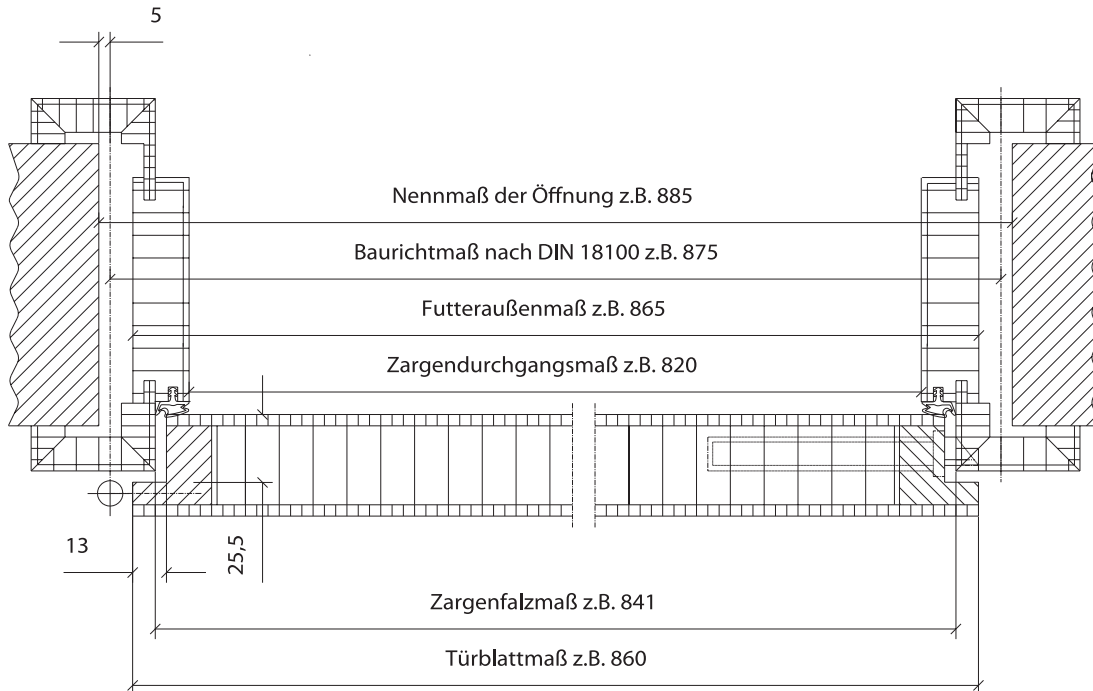 5
Nennmaß der Öffnung z.B. 885
Baurichtmaß nach DIN 18100 z.B. 875
Futteraußenmaß z.B. 865
Zargendurchgangsmaß z.B. 820
13
25,5
Zargenfalzmaß z.B. 841
Türblattmaß z.B. 860